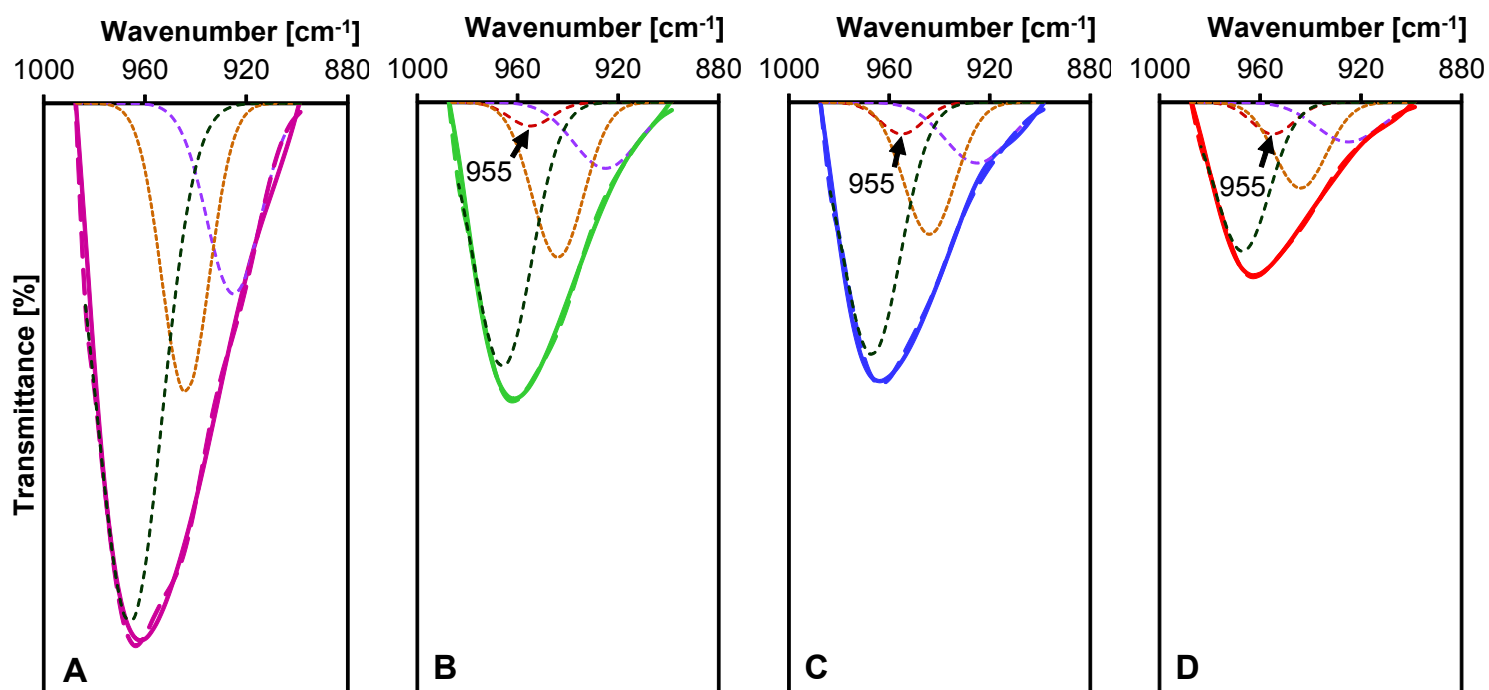 Wavenumber [cm-1] Wavenumber [cm-1] Wavenumber [cm-1] Wavenumber [cm-1]
1000 960 920 880 1000 960 920 880 1000 960 920 880 1000 960 920 880
955 955 955
Transmittance [%]
A B C D